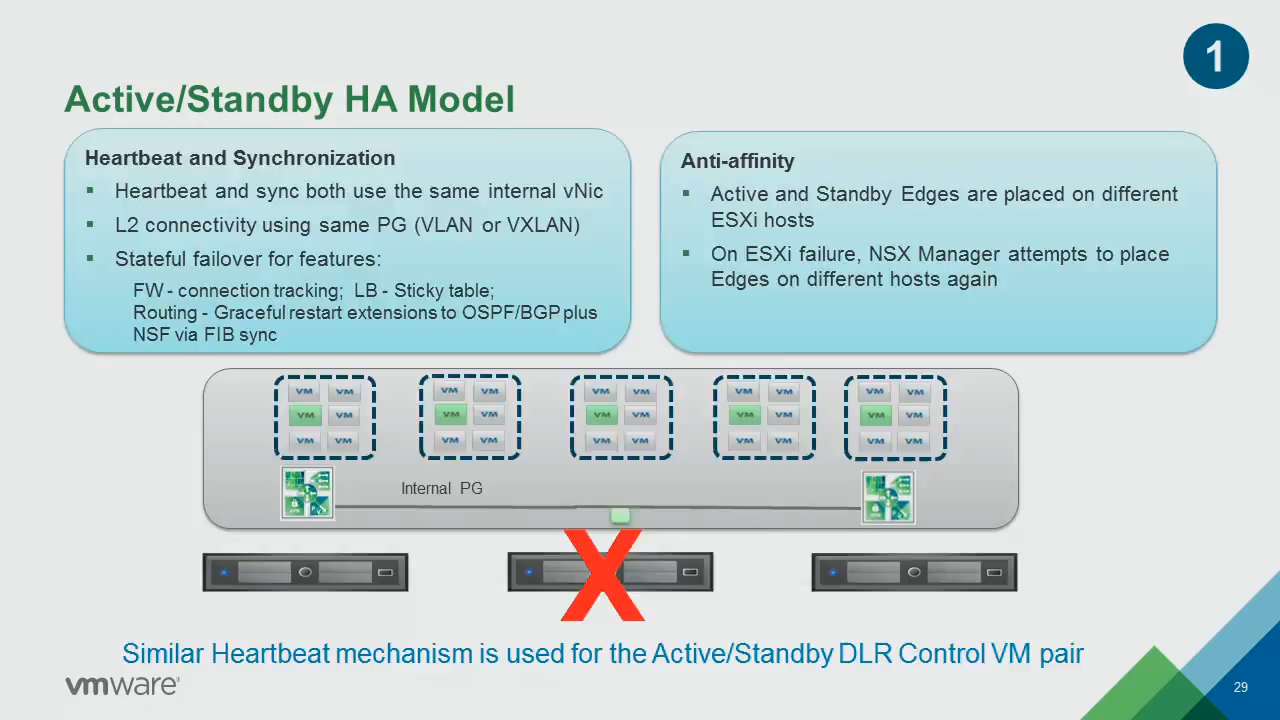 1
Active/Standby HA Model
Heartbeat and Synchronization
▪ Heartbeat and sync both use the same internal vNic
▪ L2 connectivity using same PG (VLAN or VXLAN)
▪ Stateful failover for features:
FW - connection tracking; LB - Sticky table;
Routing - Graceful restart extensions to OSPF/BGP plus
NSF via FIB sync
Anti-affinity
▪ Active and Standby Edges are placed on different
ESXi hosts
▪ On ESXi failure, NSX Manager attempts to place
Edges on different hosts again
VM VM VM VM VM VM VM VM VM VM
VM VM VM VM VM VM VM VM VM VM
VM VM VM VM VM VM VM VM VM VM
Internal PG
X
Similar Heartbeat mechanism is used for the Active/Standby DLR Control VM pair
vmware®
29